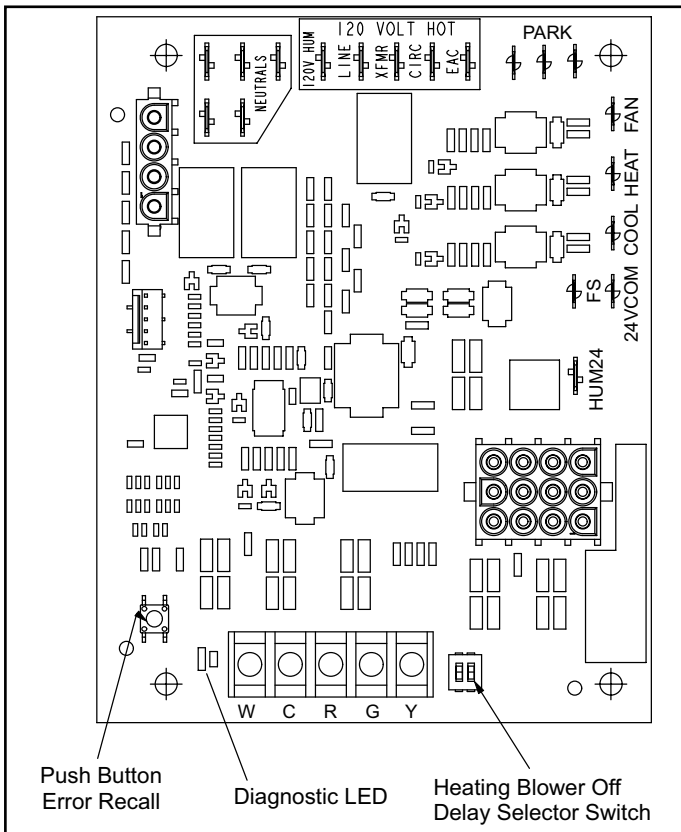 120 VOLT HOT
PARK
NEUTRALS
120V HUM
LINE
XFMR
CIRC
EAC
FAN
HEAT
COOL
24VCOM
FS
HUM24
W C R G Y
Push Button
Error Recall
Diagnostic LED
Heating Blower Off
Delay Selector Switch